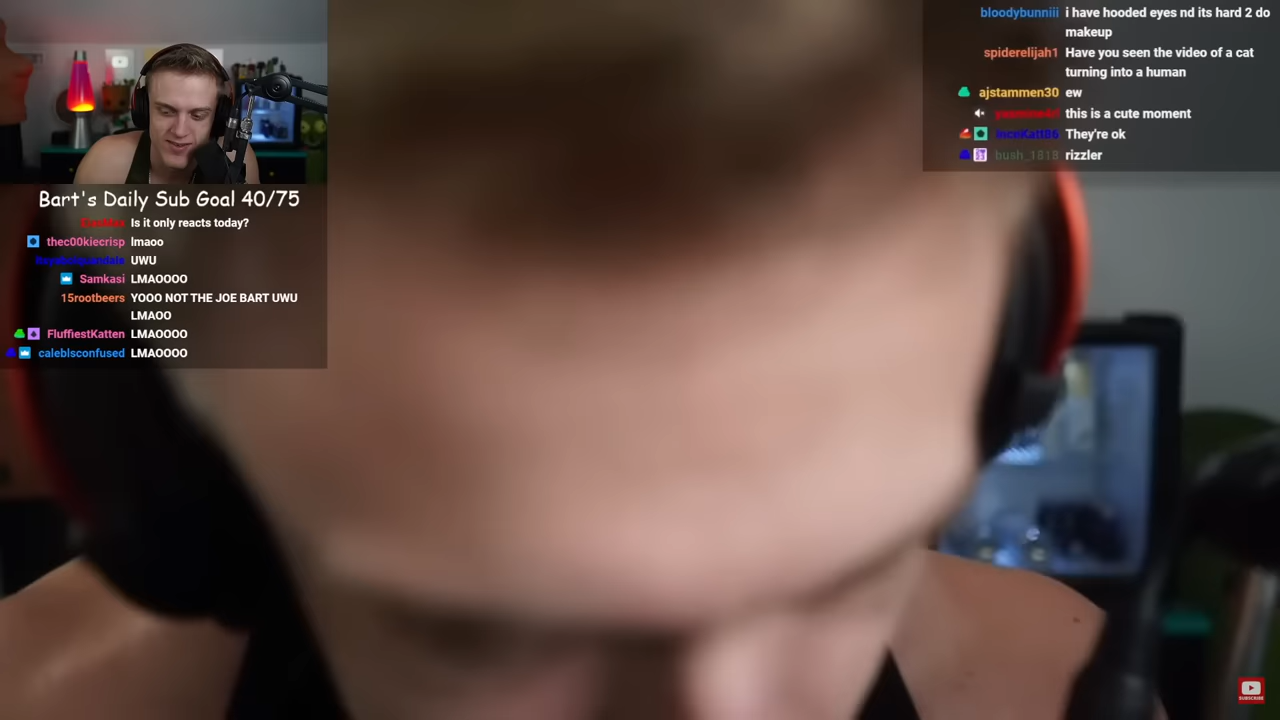 bloodybunniii i have hooded eyes nd its hard 2 do
makeup
spiderelijah1 Have you seen the video of a cat
turning into a human
ajstammen30 ew
this is a cute moment
They're ok
bush_1818 rizzler
Bart's Daily Sub Goal 40/75
Is it only reacts today?
thec00kiecrisp lmaoo
UWU
Samkasi LMAOOOO
15rootbeers YOOO NOT THE JOE BART UWU
LMAOO
FluffiestKatten LMAOOOO
calebIsconfused LMAOOOO
SUBSCRIBE